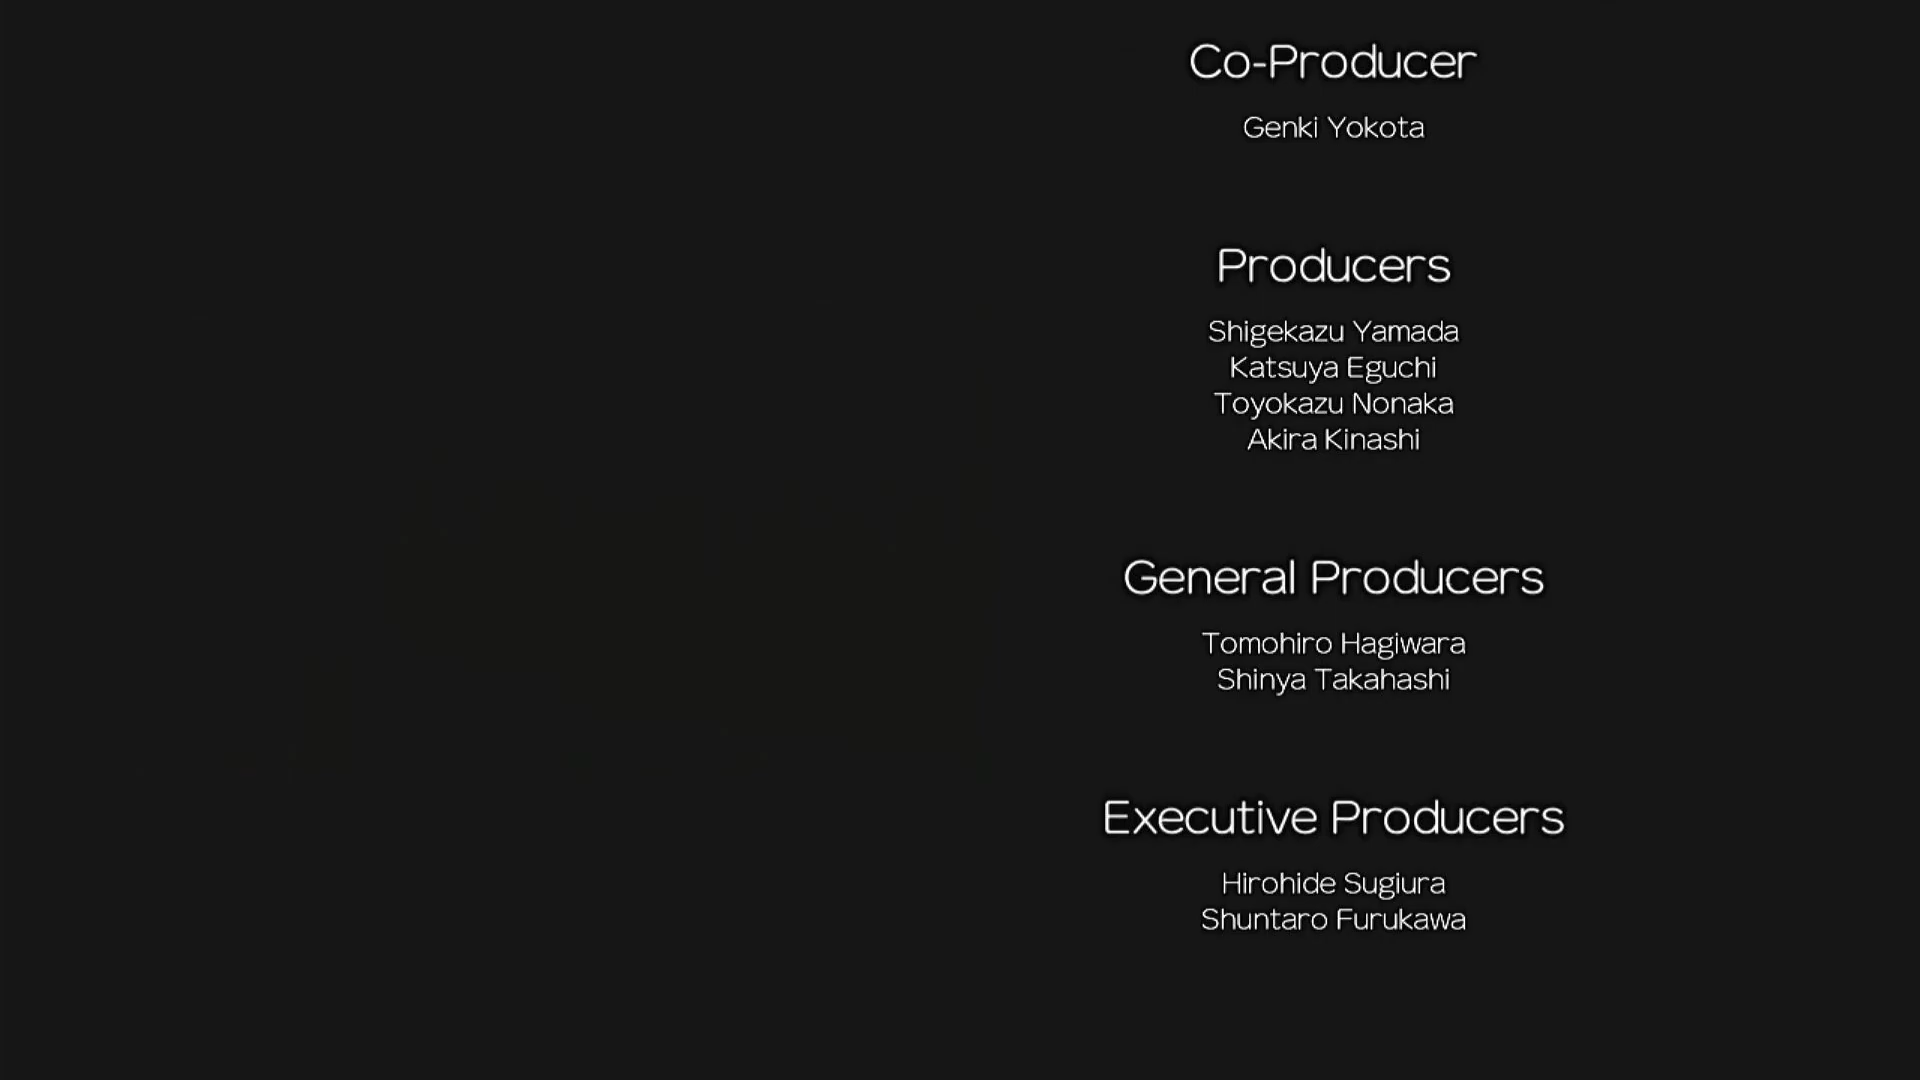 Co-Producer
Genki Yokota
Producers
Shigekazu Yamada
Katsuya Eguchi
Toyokazu Nonaka
Akira Kinashi
General Producers
Tomohiro Hagiwara
Shinya Takahashi
Executive Producers
Hirohide Sugiura
Shuntaro Furukawa